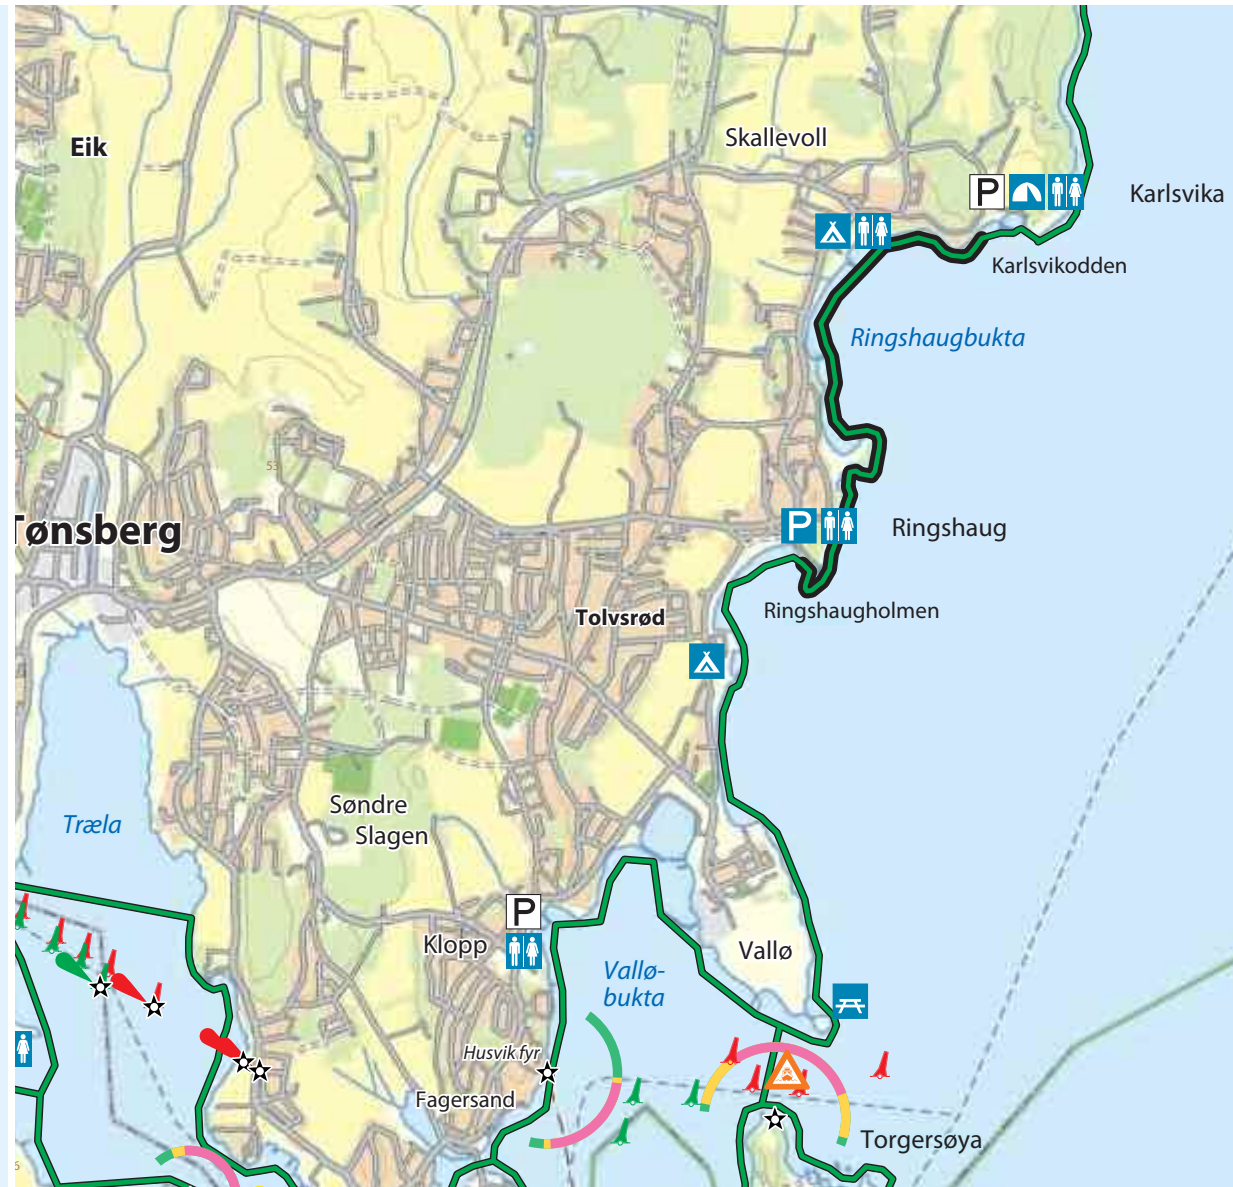 Skallevoll
Eik
P
Karlsvika
Karlsvikodden
Ringshaugbukta
53
Tønsberg
P
Ringshaug
Ringshaugholmen
Tolvsrød
Søndre
Slagen
Træla
P
Klopp
Vallø
Vallø-
bukta
Husvik fyr
Fagersand
Torgersøya